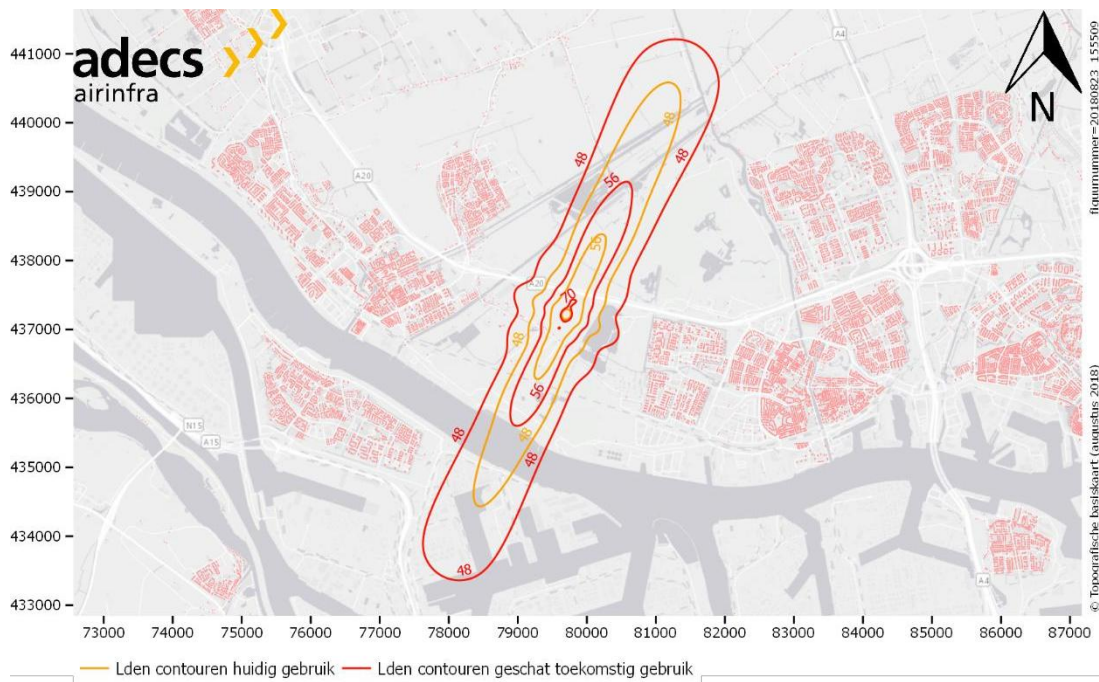 adecs
airinfra
N
441000
440000
439000
438000
437000
436000
435000
434000
433000
73000 74000 75000 76000 77000 78000 79000 80000 81000 82000 83000 84000 85000 86000 87000
A4
A20
A20
N15
A15
A4
48
48
48
56
56
70
48
56
48
48
48
48
figuurnummer=20180823_155509
© Topografische basiskaart (augustus 2018)
Lden contouren huidig gebruik Lden contouren geschat toekomstig gebruik